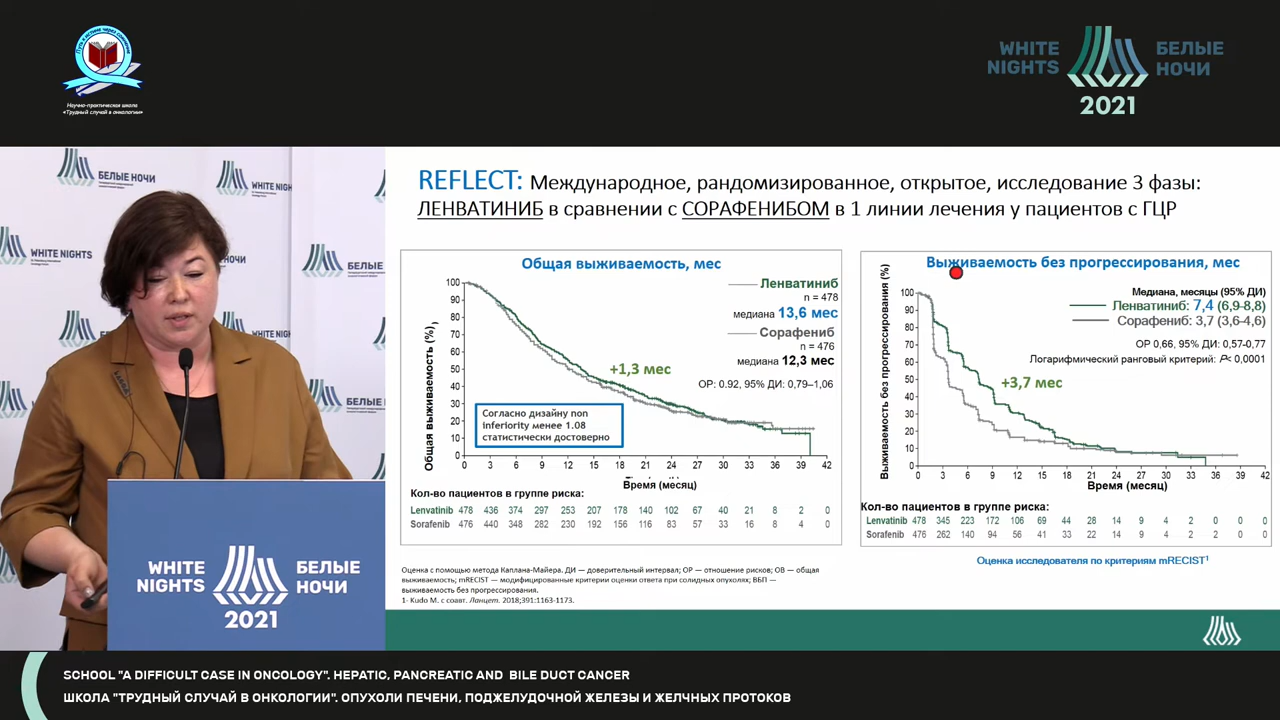 Путь к истине через сомнения
Научно-практическая школа
«Трудный случай в онкологии»
WHITE NIGHTS
БЕЛЫЕ НОЧИ
2021
БЕЛЫЕ НОЧИ
WHITE NIGHTS
WHITE NIGHTS
БЕЛЫЕ НОЧИ
2021
REFLECT: Международное, рандомизированное, открытое, исследование 3 фазы:
ЛЕНВАТИНИБ в сравнении с СОРАФЕНИБОМ в 1 линии лечения у пациентов с ГЦР
Общая выживаемость, мес
Общая выживаемость (%)
100
90
80
70
60
50
40
30
20
10
0
Ленватиниб
n = 478
медиана 13,6 мес
Сорафениб
n = 476
медиана 12,3 мес
+1,3 мес
ОР: 0.92, 95% ДИ: 0,79–1,06
Согласно дизайну non
inferiority менее 1.08
статистически достоверно
0 3 6 9 12 15 18 21 24 27 30 33 36 39 42
Время (месяц)
Кол-во пациентов в группе риска:
Lenvatinib 478 436 374 297 253 207 178 140 102 67 40 21 8 2 0
Sorafenib 476 440 348 282 230 192 156 116 83 57 33 16 8 4 0
Выживаемость без прогрессирования, мес
Выживаемость без прогрессирования (%)
100
90
80
70
60
50
40
30
20
10
0
Медиана, месяцы (95% ДИ)
Ленватиниб: 7,4 (6,9-8,8)
Сорафениб: 3,7 (3,6-4,6)
ОР 0,66, 95% ДИ: 0,57-0,77
Логарифмический ранговый критерий: P< 0,0001
+3,7 мес
0 3 6 9 12 15 18 21 24 27 30 33 36 39 42
Время (месяц)
Кол-во пациентов в группе риска:
Lenvatinib 478 345 223 172 106 69 44 28 14 9 4 2 0 0 0
Sorafenib 476 262 140 94 56 41 33 22 14 9 4 2 2 0 0
Оценка исследователя по критериям mRECIST1
Оценка с помощью метода Каплана-Майера. ДИ — доверительный интервал; ОР — отношение рисков; ОВ — общая
выживаемость; mRECIST — модифицированные критерии оценки ответа при солидных опухолях; ВБП —
выживаемость без прогрессирования.
1- Kudo M. с соавт. Ланцет. 2018;391:1163-1173.
SCHOOL "A DIFFICULT CASE IN ONCOLOGY". HEPATIC, PANCREATIC AND BILE DUCT CANCER
ШКОЛА "ТРУДНЫЙ СЛУЧАЙ В ОНКОЛОГИИ". ОПУХОЛИ ПЕЧЕНИ, ПОДЖЕЛУДОЧНОЙ ЖЕЛЕЗЫ И ЖЕЛЧНЫХ ПРОТОКОВ